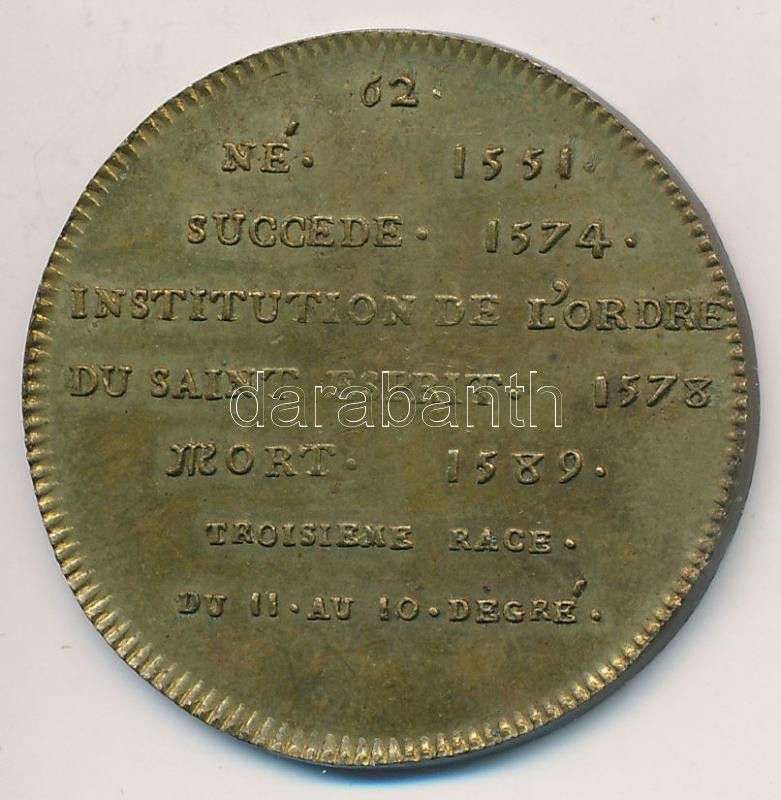 62.
NÉ. 1551.
SUCCEDE. 1574.
INSTITUTION DE L'ORDRE
DU SAINT ESPRIT. 1578
MORT. 1589.
TROISIEME RACE.
DU 11. AU 10. DEGRÉ.
darabanth